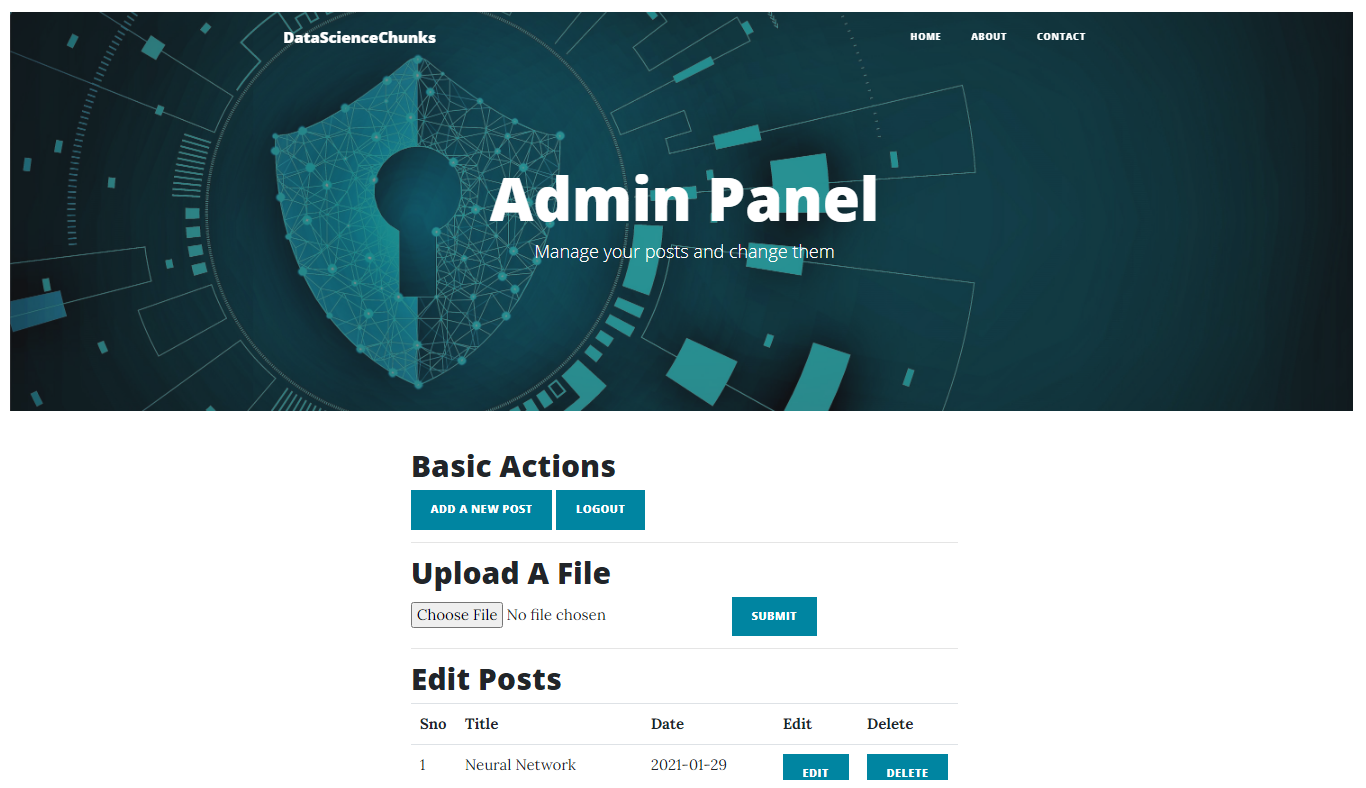 DataScienceChunks HOME ABOUT CONTACT
Admin Panel
Manage your posts and change them
Basic Actions
ADD A NEW POST LOGOUT
Upload A File
Choose File No file chosen SUBMIT
Edit Posts
Sno Title Date Edit Delete
1 Neural Network 2021-01-29 EDIT DELETE